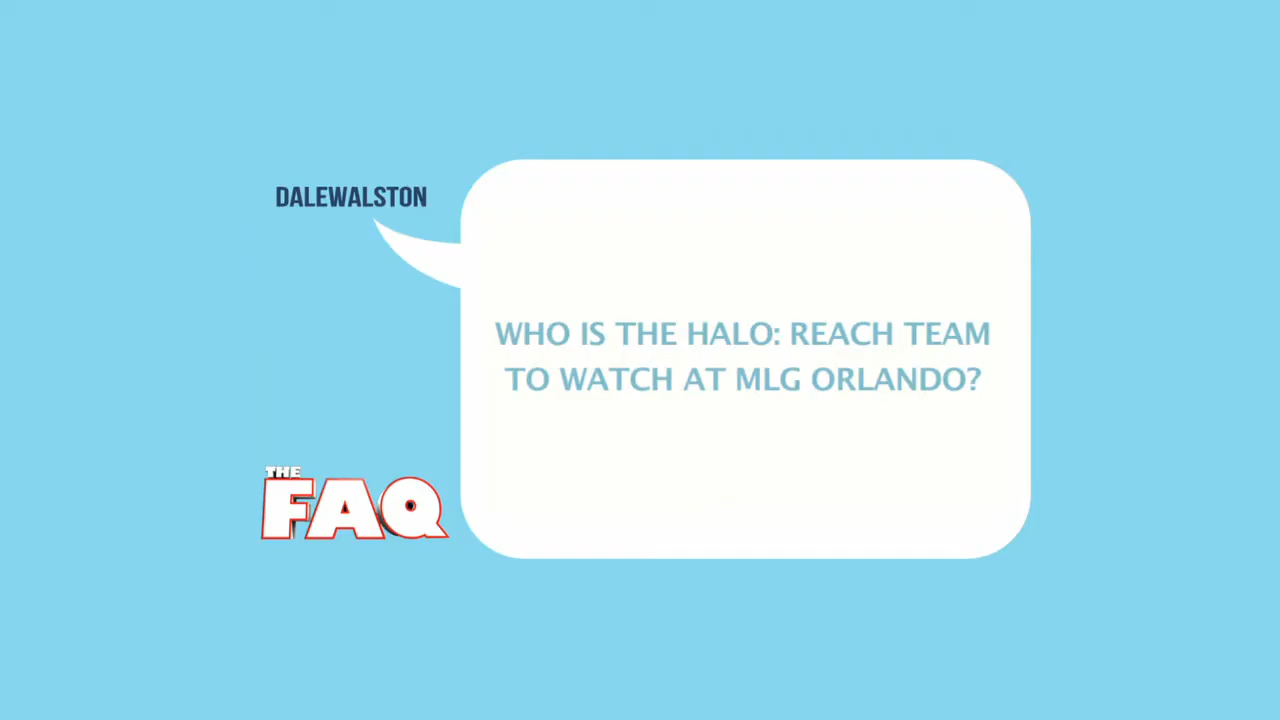 DALEWALSTON
WHO IS THE HALO: REACH TEAM
TO WATCH AT MLG ORLANDO?
THE
FAQ